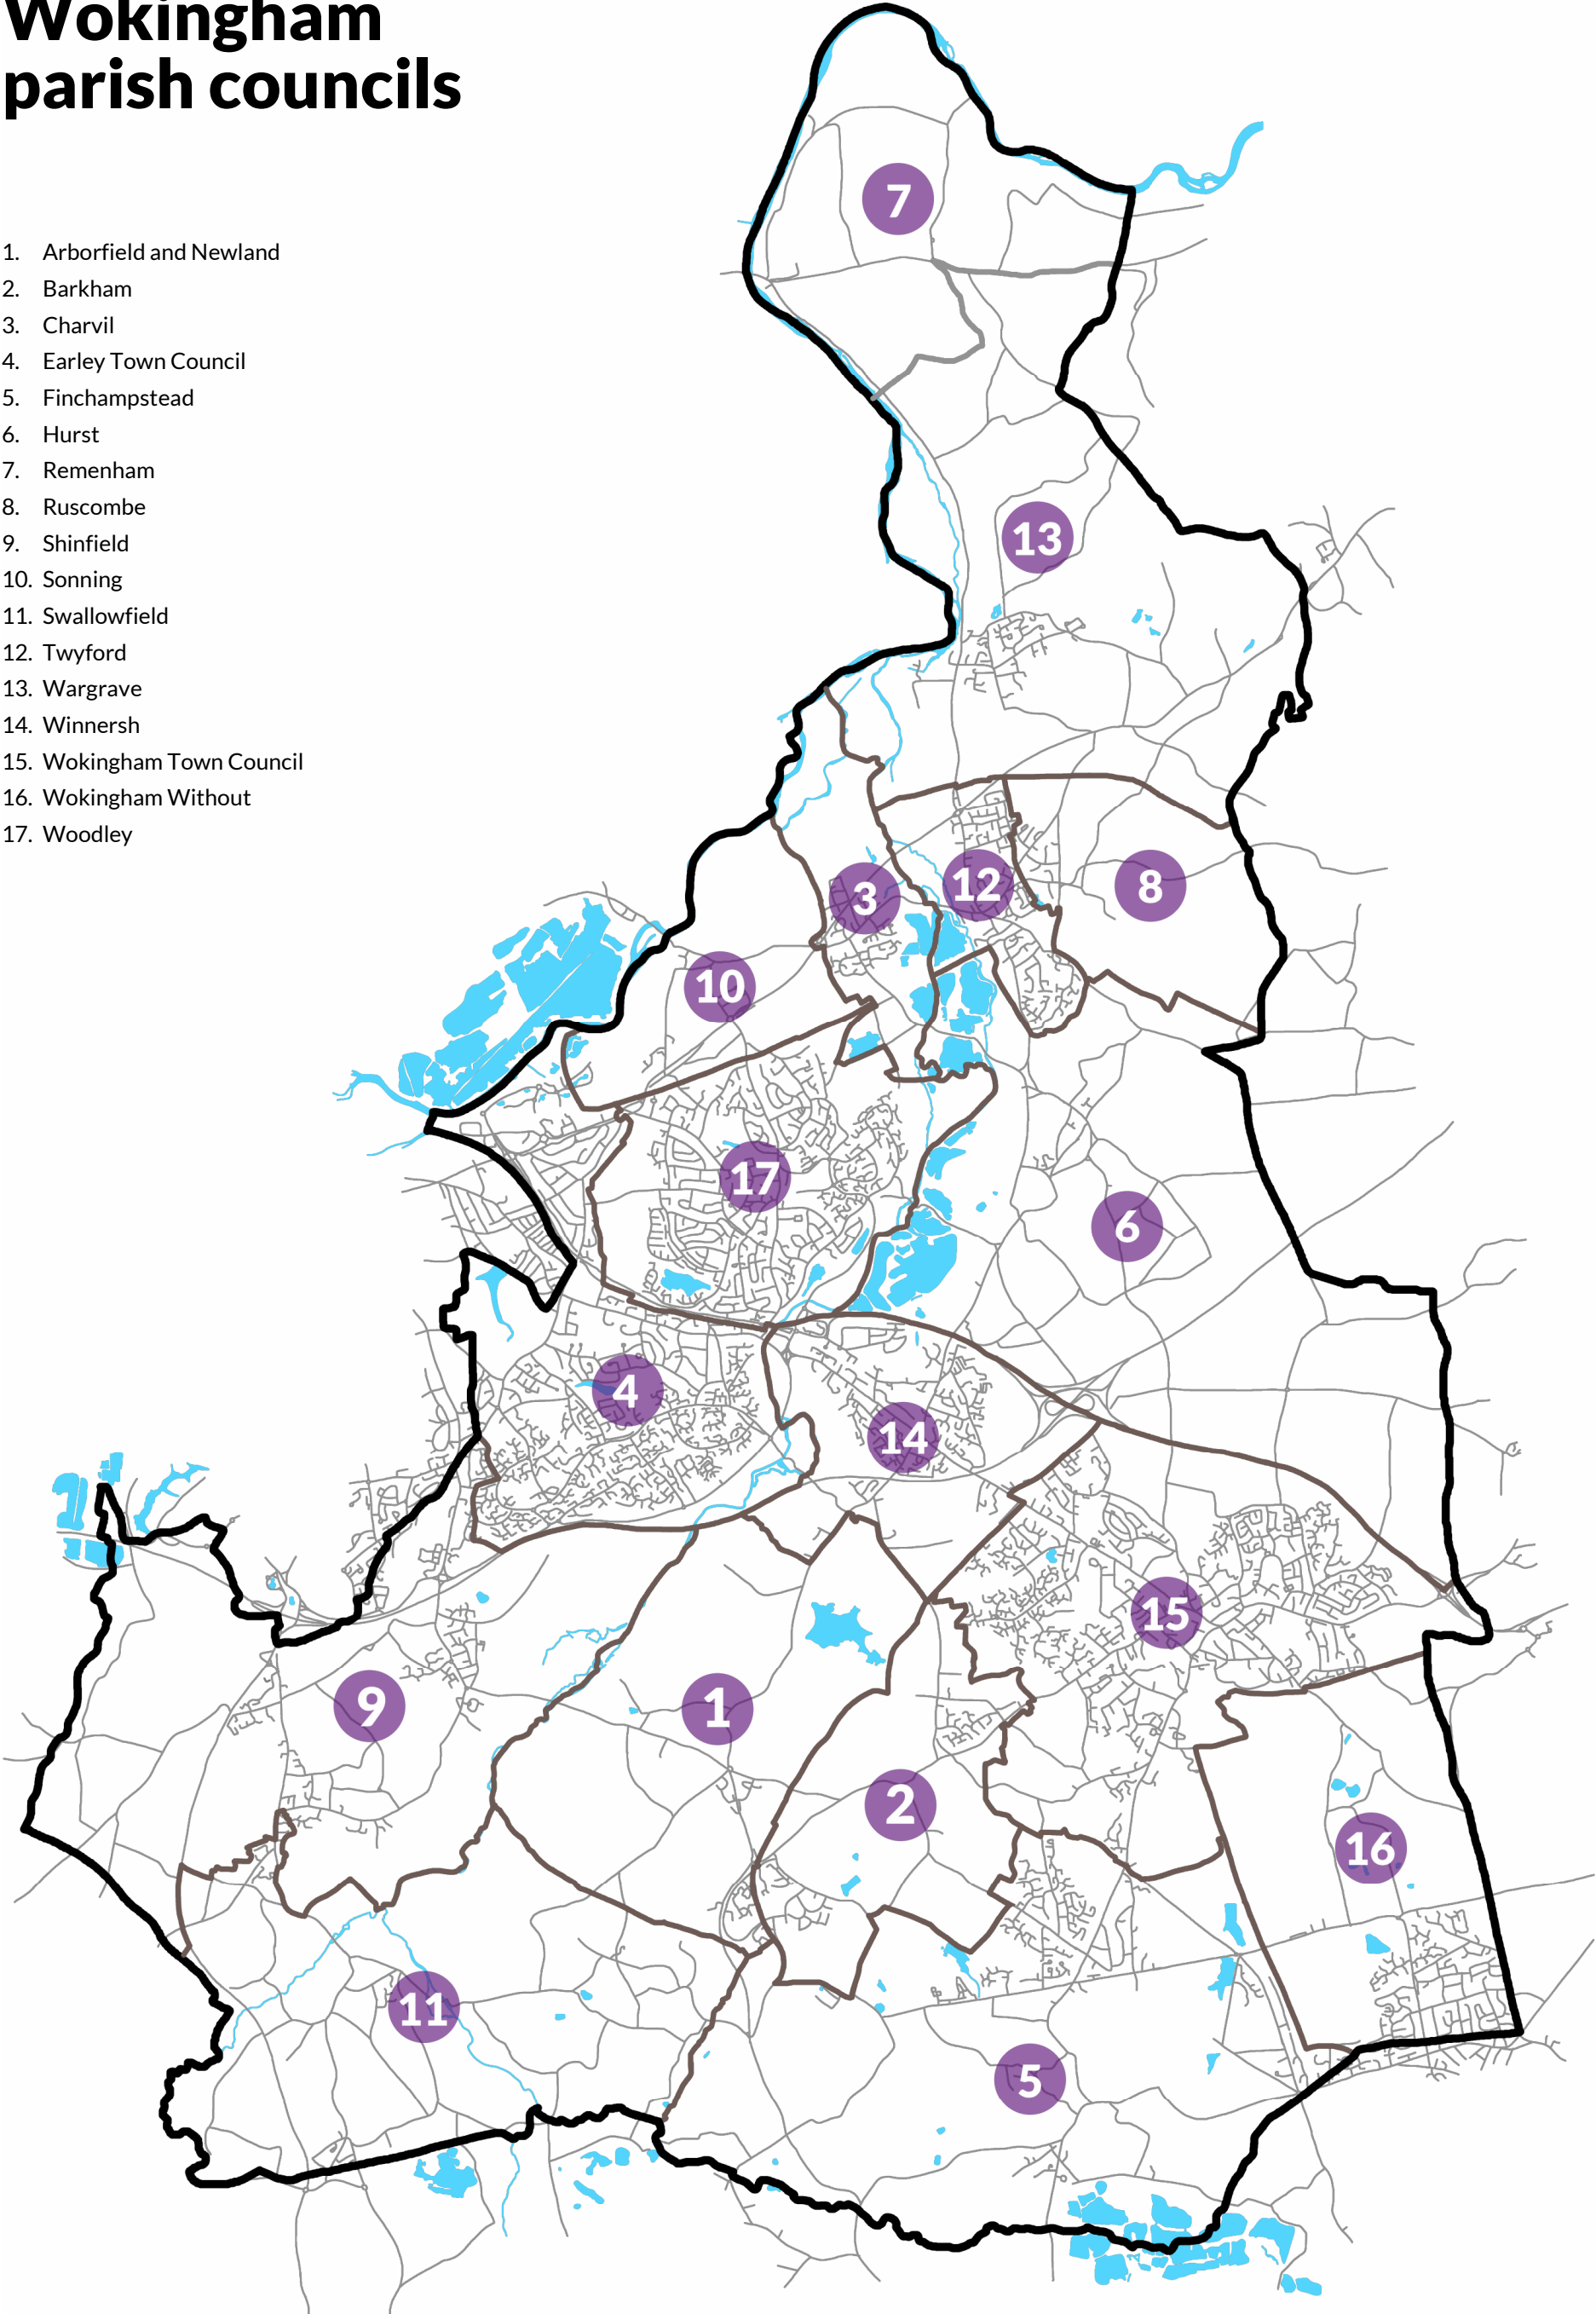 Wokingham
parish councils
1. Arborfield and Newland
2. Barkham
3. Charvil
4. Earley Town Council
5. Finchampstead
6. Hurst
7. Remenham
8. Ruscombe
9. Shinfield
10. Sonning
11. Swallowfield
12. Twyford
13. Wargrave
14. Winnersh
15. Wokingham Town Council
16. Wokingham Without
17. Woodley
7
13
3
12
8
10
17
6
4
14
15
9
1
2
16
11
5